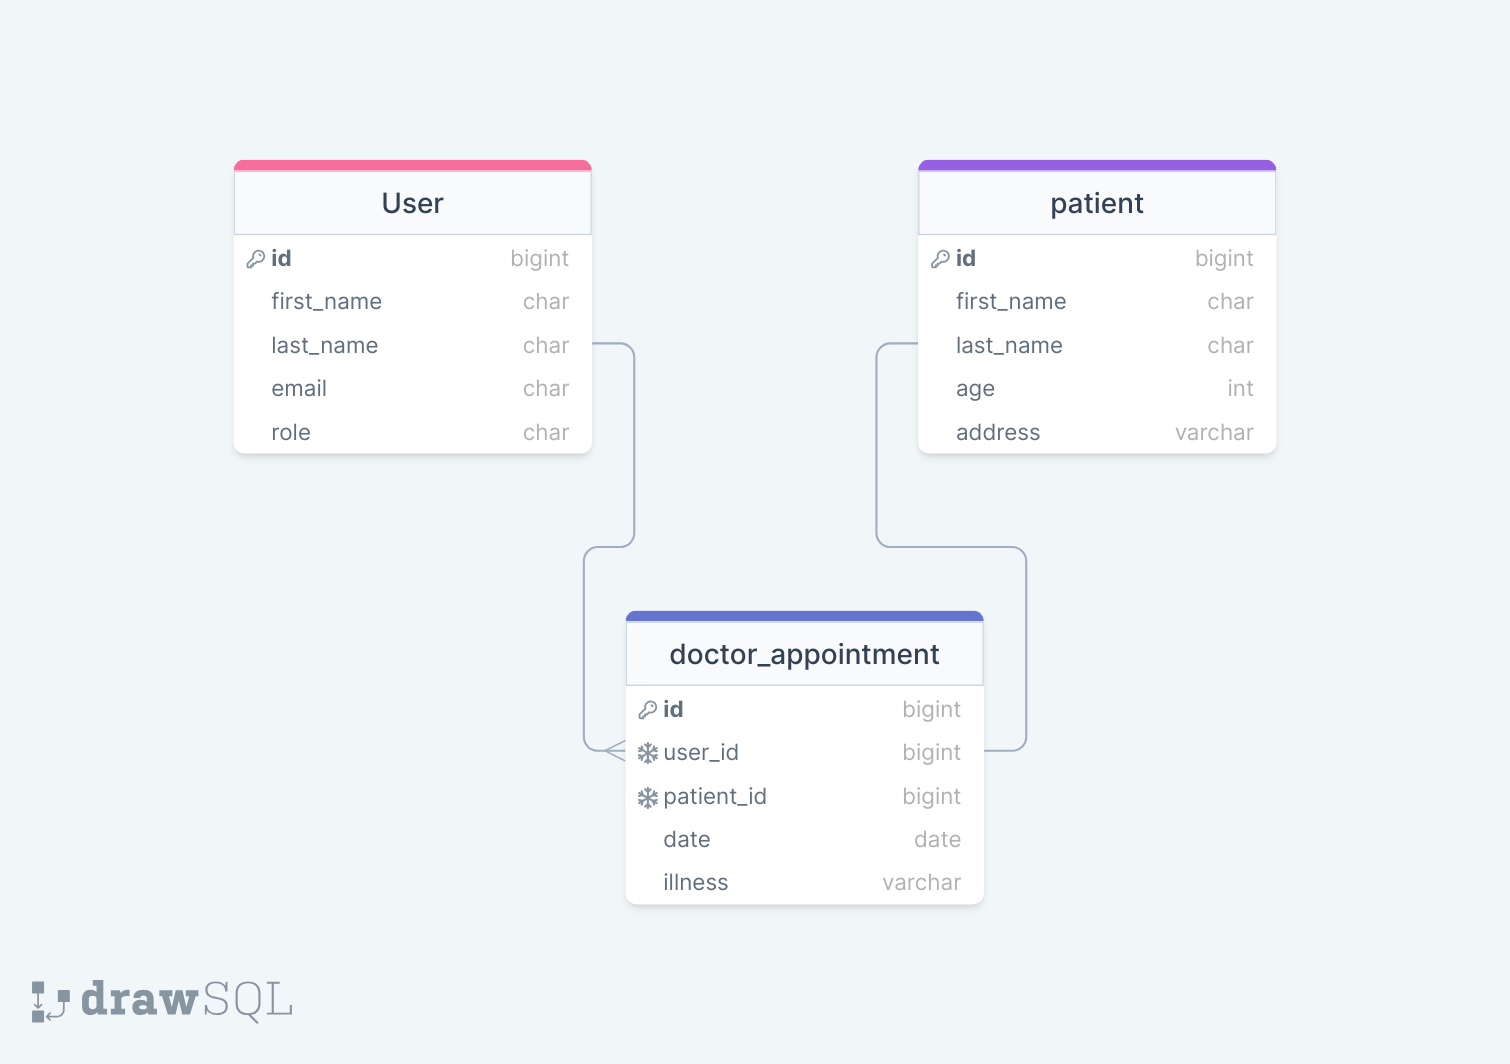 User
id bigint
first_name char
last_name char
email char
role char
patient
id bigint
first_name char
last_name char
age int
address varchar
doctor_appointment
id bigint
user_id bigint
patient_id bigint
date date
illness varchar
drawSQL